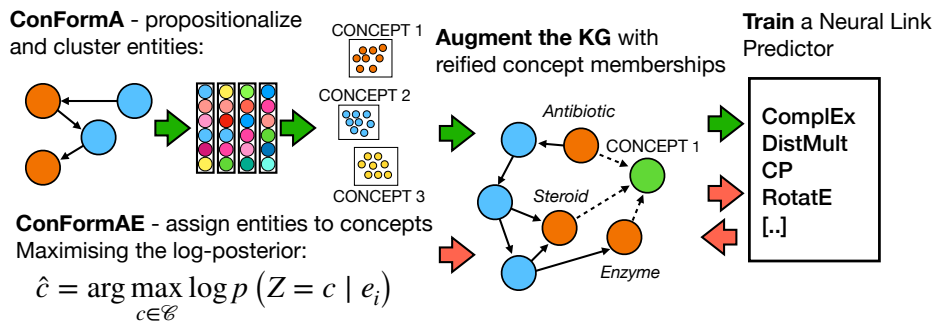 ConFormA - propositionalize
and cluster entities:
CONCEPT 1
CONCEPT 2
CONCEPT 3
ConFormAE - assign entities to concepts
Maximising the log-posterior:
ĉ = arg max log p (Z = c | e_i)
c∈𝒞
Augment the KG with
reified concept memberships
Antibiotic
CONCEPT 1
Steroid
Enzyme
Train a Neural Link
Predictor
ComplEx
DistMult
CP
RotatE
[..]